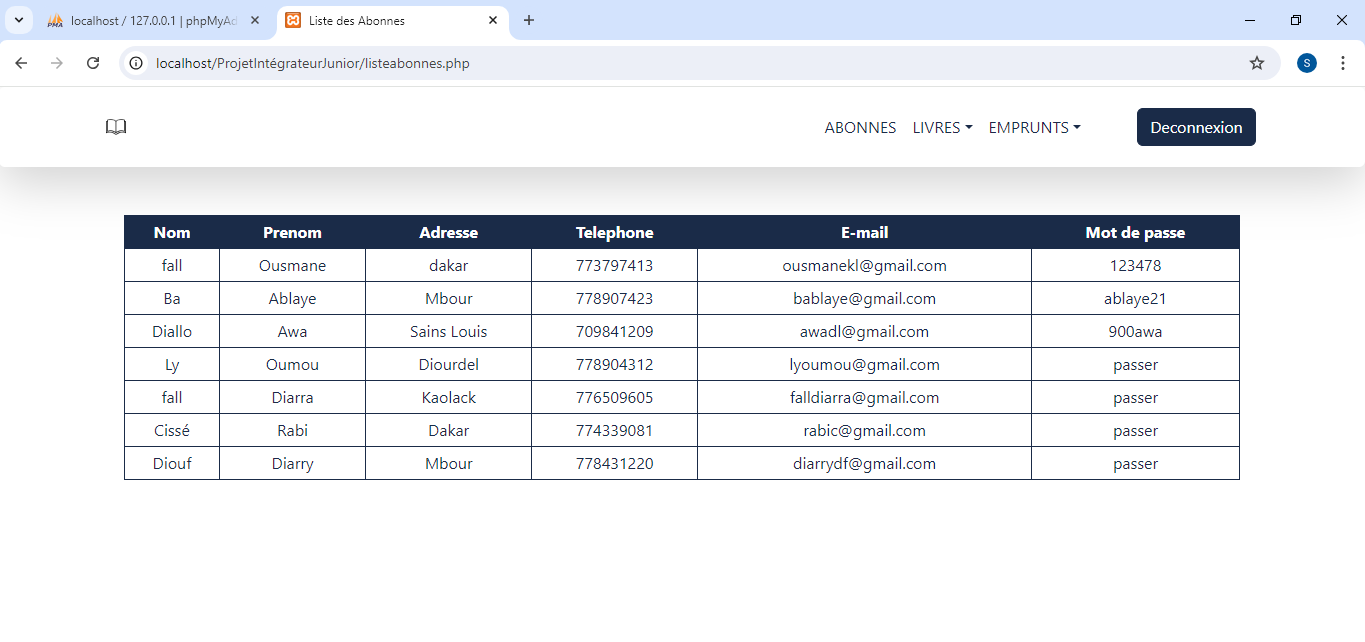 localhost / 127.0.0.1 | phpMyAd
Liste des Abonnes
localhost/ProjetIntégrateurJunior/listeabonnes.php
S
ABONNES LIVRES EMPRUNTS Deconnexion
Nom Prenom Adresse Telephone E-mail Mot de passe
fall Ousmane dakar 773797413 ousmanekl@gmail.com 123478
Ba Ablaye Mbour 778907423 bablaye@gmail.com ablaye21
Diallo Awa Sains Louis 709841209 awadl@gmail.com 900awa
Ly Oumou Diourdel 778904312 lyoumou@gmail.com passer
fall Diarra Kaolack 776509605 falldiarra@gmail.com passer
Cissé Rabi Dakar 774339081 rabic@gmail.com passer
Diouf Diarry Mbour 778431220 diarrydf@gmail.com passer